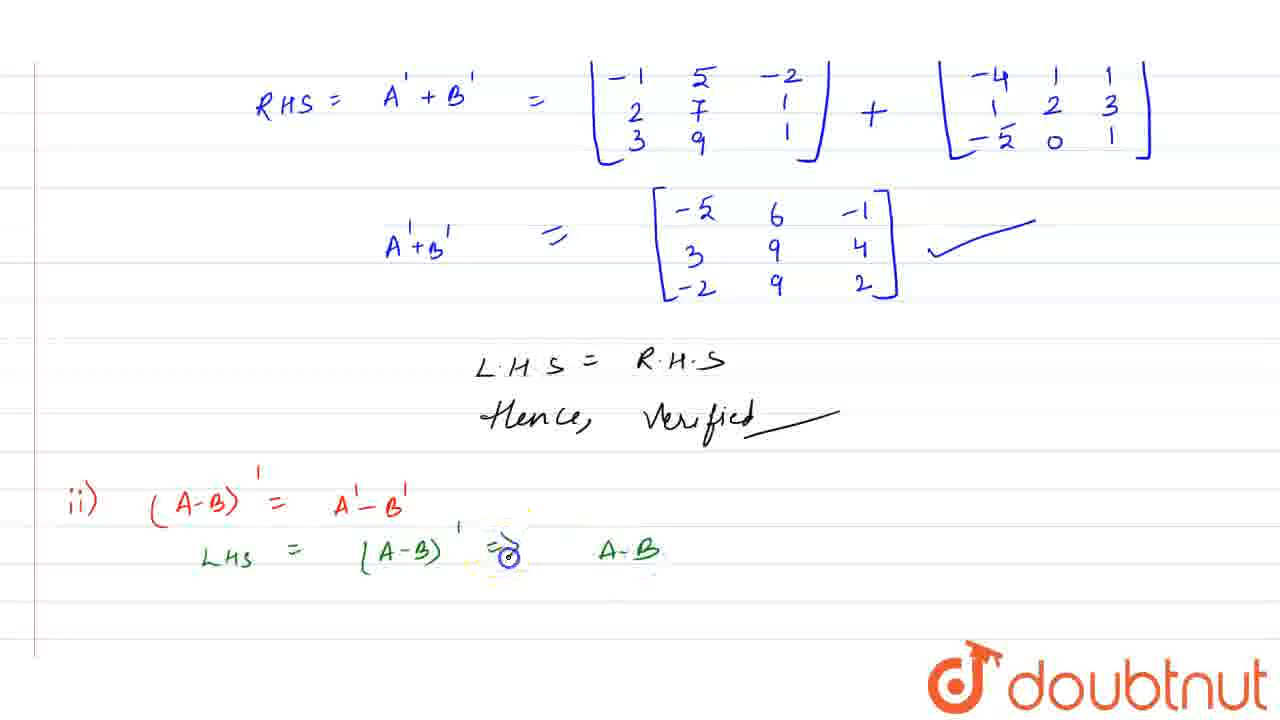 RHS = A' + B' = [ -1 5 -2
2 7 1
3 9 1 ] + [ -4 1 1
1 2 3
-5 0 1 ]
A'+B' = [ -5 6 -1
3 9 4
-2 9 2 ]
L.H.S = R.H.S
Hence, Verified
ii) (A-B)' = A'-B'
LHS = (A-B)' => A-B
doubtnut